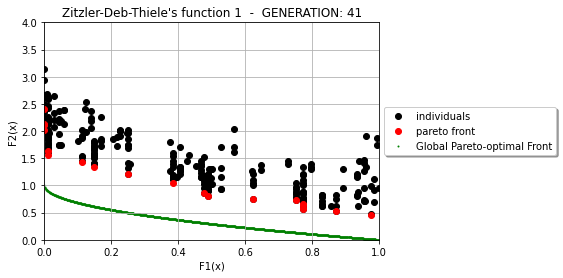 Zitzler-Deb-Thiele's function 1 - GENERATION: 41
4.0
3.5
3.0
2.5
2.0
1.5
1.0
0.5
0.0
F2(x)
0.0 0.2 0.4 0.6 0.8 1.0
F1(x)
individuals
pareto front
Global Pareto-optimal Front